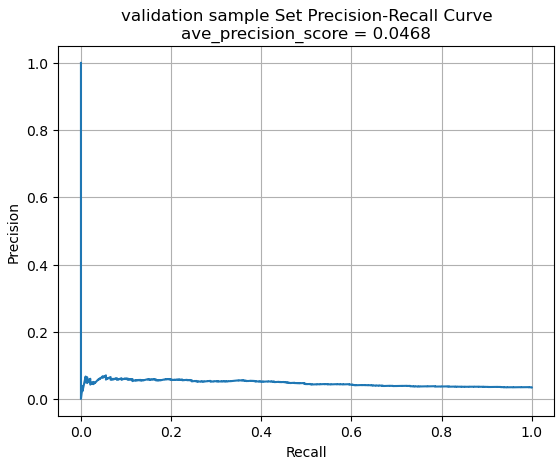 validation sample Set Precision-Recall Curve
ave_precision_score = 0.0468
1.0
0.8
0.6
0.4
0.2
0.0
Precision
0.0 0.2 0.4 0.6 0.8 1.0
Recall